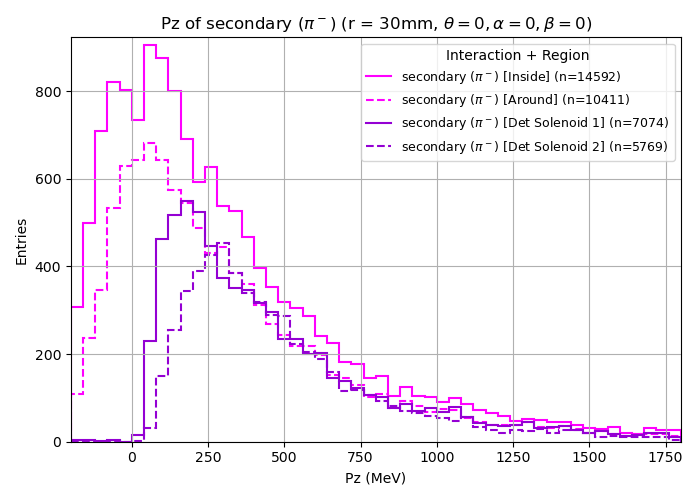 Pz of secondary (π⁻) (r = 30mm, θ = 0, α = 0, β = 0)
Interaction + Region
secondary (π⁻) [Inside] (n=14592)
secondary (π⁻) [Around] (n=10411)
secondary (π⁻) [Det Solenoid 1] (n=7074)
secondary (π⁻) [Det Solenoid 2] (n=5769)
Entries
800
600
400
200
0
0 250 500 750 1000 1250 1500 1750
Pz (MeV)